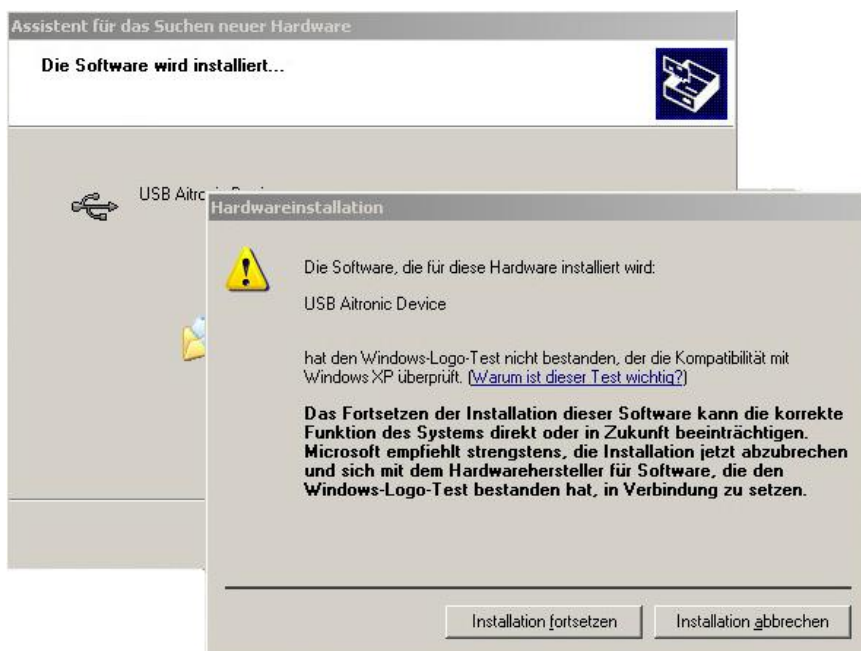 Assistent für das Suchen neuer Hardware
Die Software wird installiert...
USB Aitronic
Hardwareinstallation
Die Software, die für diese Hardware installiert wird:
USB Aitronic Device
hat den Windows-Logo-Test nicht bestanden, der die Kompatibilität mit
Windows XP überprüft. (Warum ist dieser Test wichtig?)
Das Fortsetzen der Installation dieser Software kann die korrekte
Funktion des Systems direkt oder in Zukunft beeinträchtigen.
Microsoft empfiehlt strengstens, die Installation jetzt abzubrechen
und sich mit dem Hardwarehersteller für Software, die den
Windows-Logo-Test bestanden hat, in Verbindung zu setzen.
Installation fortsetzen
Installation abbrechen